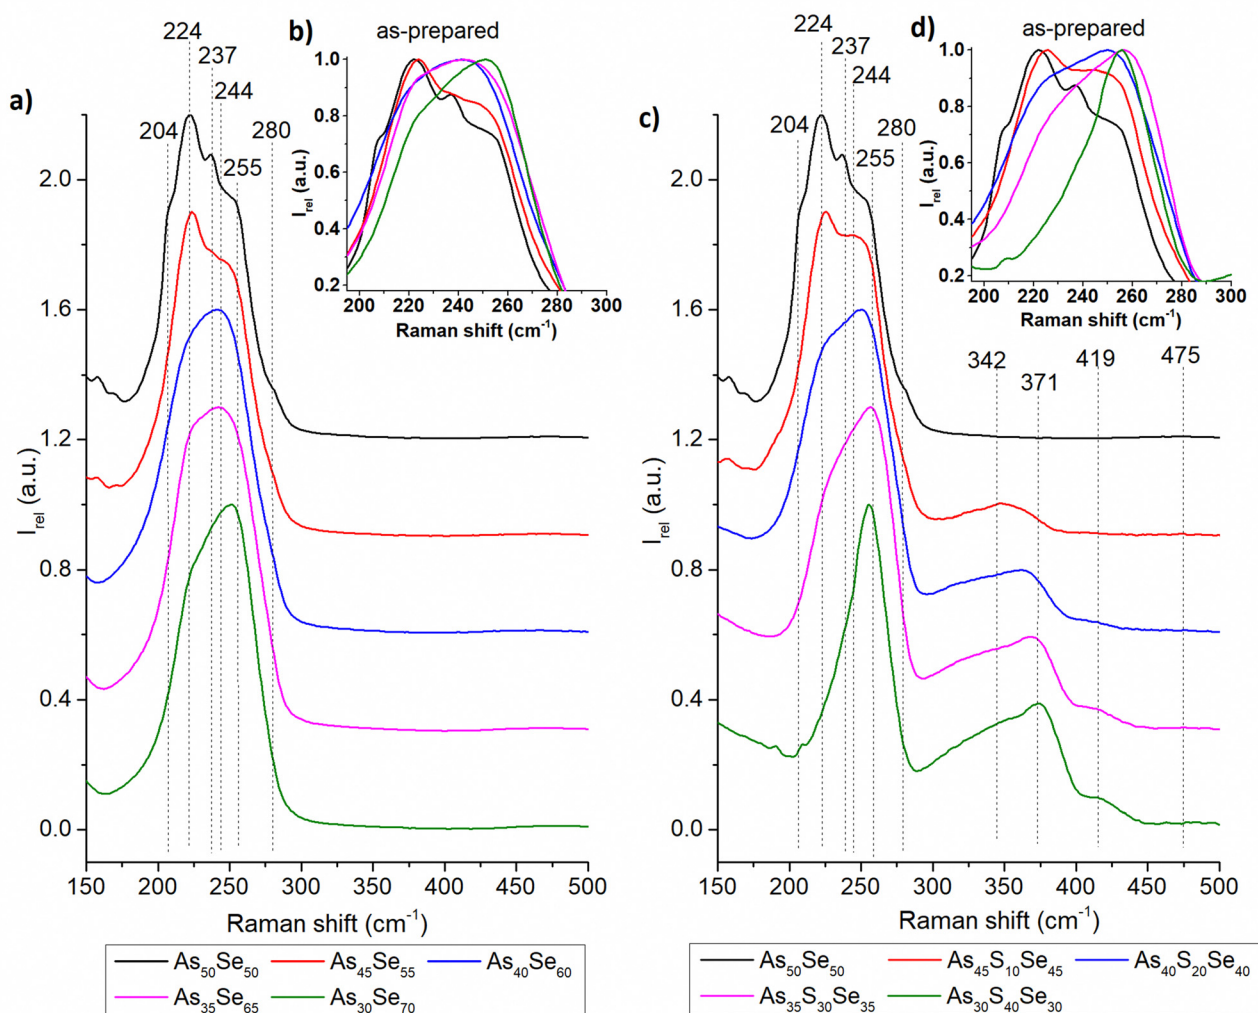 a)
224
237
244
204
280
255
2.0
1.6
1.2
0.8
0.4
0.0
I_rel (a.u.)
150 200 250 300 350 400 450 500
Raman shift (cm⁻¹)
b)
as-prepared
1.0
0.8
0.6
0.4
0.2
I_rel (a.u.)
200 220 240 260 280 300
Raman shift (cm⁻¹)
As₅₀Se₅₀ As₄₅Se₅₅ As₄₀Se₆₀
As₃₅Se₆₅ As₃₀Se₇₀
c)
224
237
244
204
280
255
342
371
419
475
2.0
1.6
1.2
0.8
0.4
0.0
I_rel (a.u.)
150 200 250 300 350 400 450 500
Raman shift (cm⁻¹)
d)
as-prepared
1.0
0.8
0.6
0.4
0.2
I_rel (a.u.)
200 220 240 260 280 300
Raman shift (cm⁻¹)
As₅₀Se₅₀ As₄₅S₁₀Se₄₅ As₄₀S₂₀Se₄₀
As₃₅S₃₀Se₃₅ As₃₀S₄₀Se₃₀